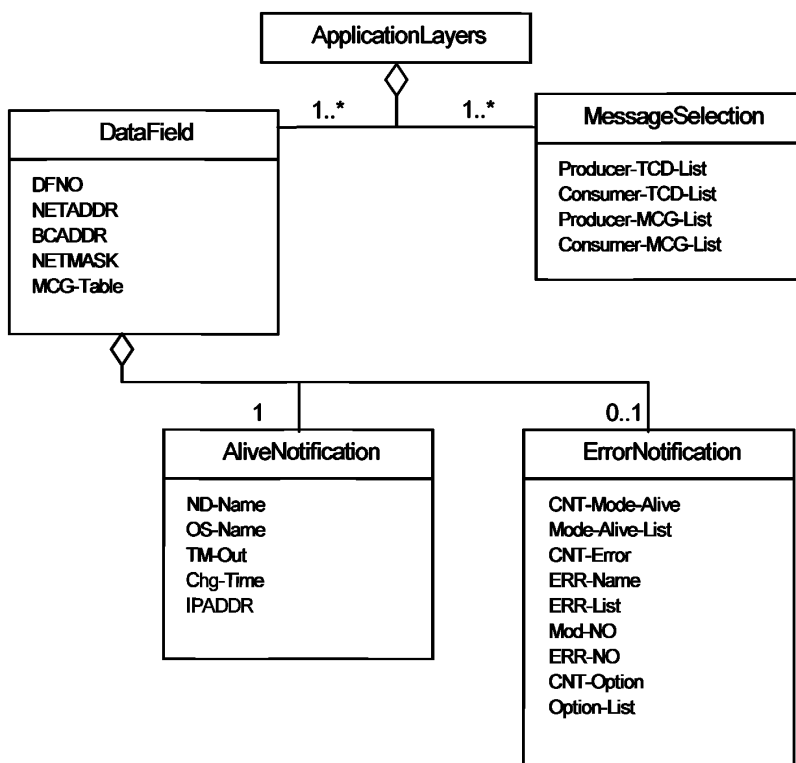 ApplicationLayers
1..*
1..*
DataField
DFNO
NETADDR
BCADDR
NETMASK
MCG-Table
MessageSelection
Producer-TCD-List
Consumer-TCD-List
Producer-MCG-List
Consumer-MCG-List
1
0..1
AliveNotification
ND-Name
OS-Name
TM-Out
Chg-Time
IPADDR
ErrorNotification
CNT-Mode-Alive
Mode-Alive-List
CNT-Error
ERR-Name
ERR-List
Mod-NO
ERR-NO
CNT-Option
Option-List